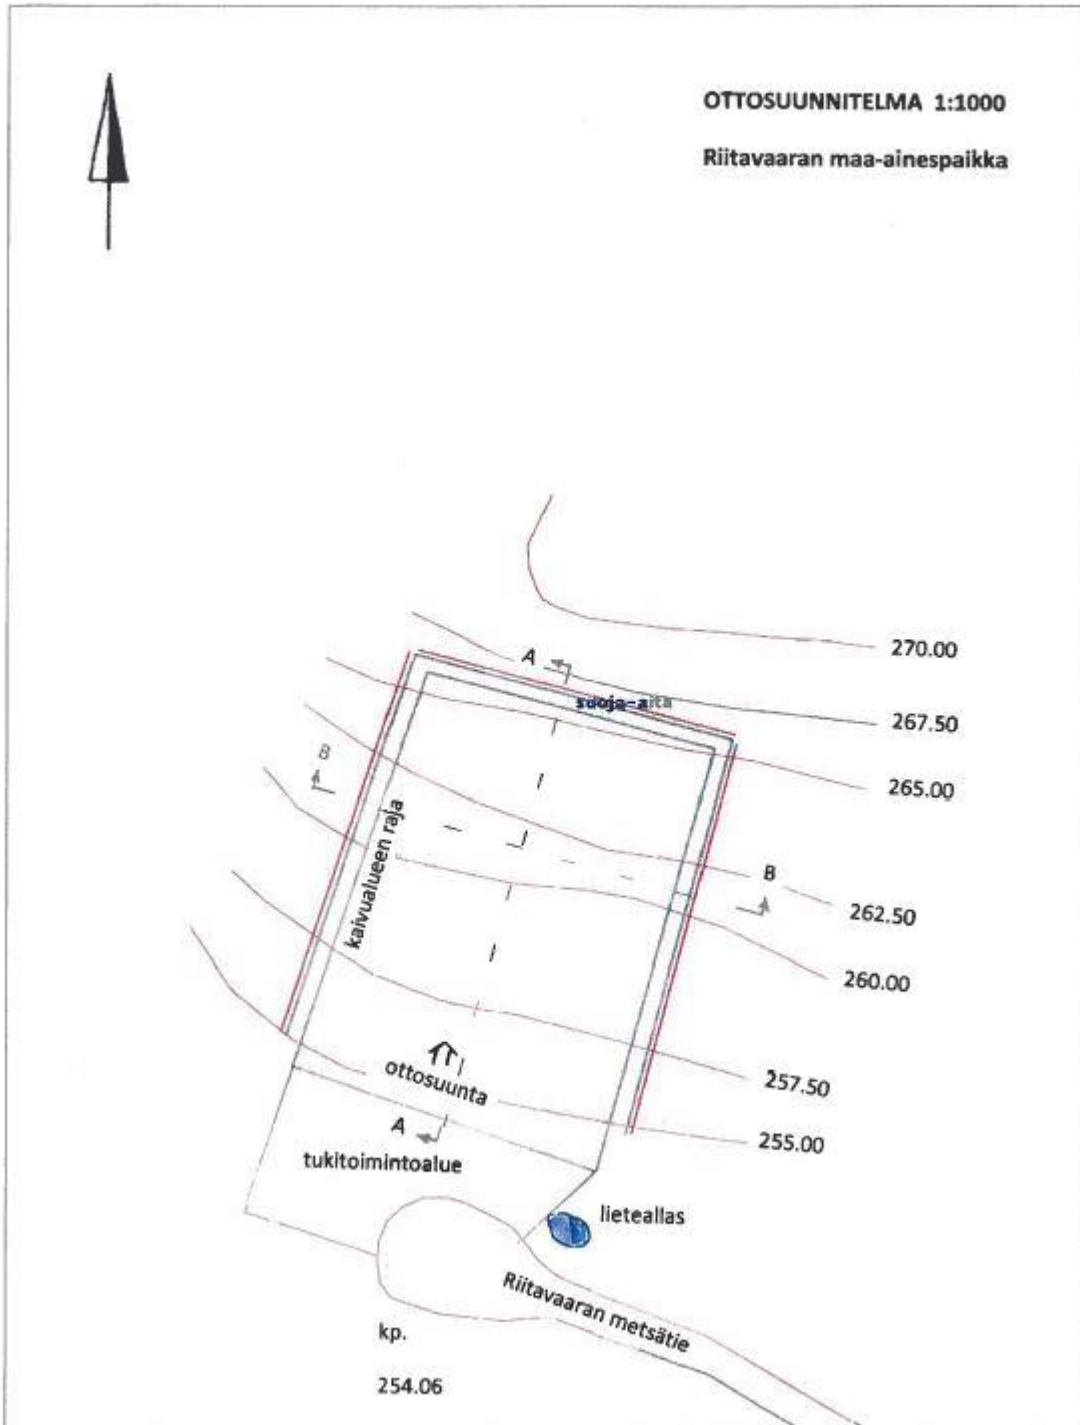 OTTOSUUNNITELMA 1:1000
Riitavaaran maa-ainespaikka
270.00
A
suoja-aita
267.50
B
265.00
kaivualueen raja
B
262.50
260.00
257.50
ottosuunta
A
255.00
tukitoimintoalue
lieteallas
Riitavaaran metsätie
kp.
254.06